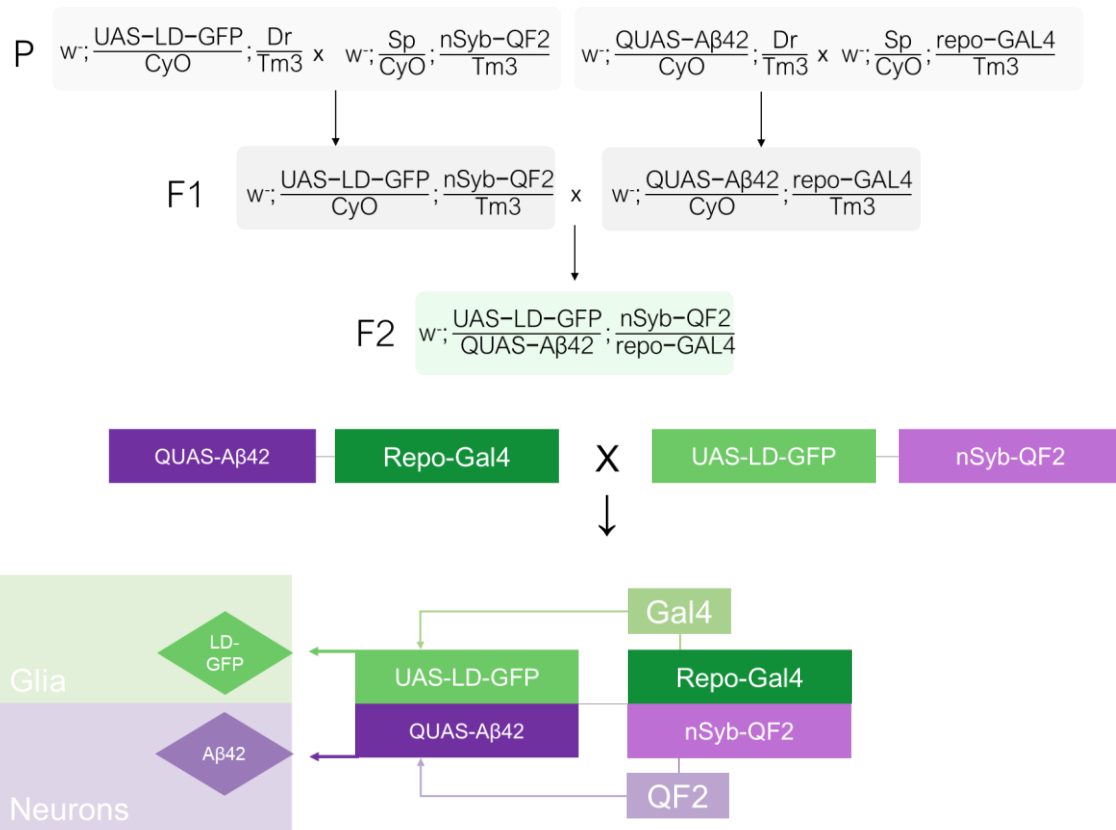 P w⁻; UAS-LD-GFP/CyO ; Dr/Tm3 x w⁻; Sp/CyO ; nSyb-QF2/Tm3 w⁻; QUAS-Aβ42/CyO ; Dr/Tm3 x w⁻; Sp/CyO ; repo-GAL4/Tm3
F1 w⁻; UAS-LD-GFP/CyO ; nSyb-QF2/Tm3 x w⁻; QUAS-Aβ42/CyO ; repo-GAL4/Tm3
F2 w⁻; UAS-LD-GFP/QUAS-Aβ42 ; nSyb-QF2/repo-GAL4
QUAS-Aβ42 Repo-Gal4 X UAS-LD-GFP nSyb-QF2
Gal4
LD-
GFP
Glia
UAS-LD-GFP Repo-Gal4
QUAS-Aβ42 nSyb-QF2
Aβ42
Neurons
QF2